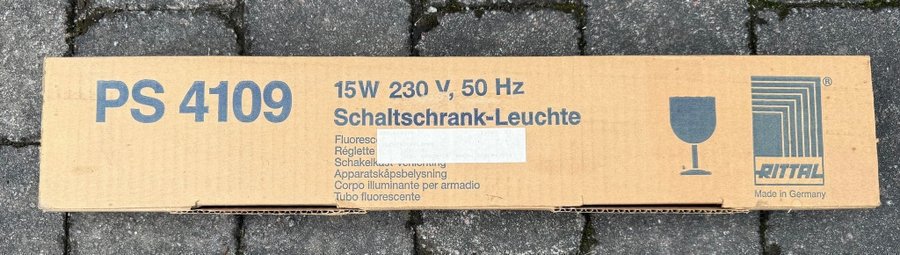 PS 4109
15W 230 V, 50 Hz
Schaltschrank-Leuchte
Réglette
Schakelkast verlichting
Apparatskåpsbelysning
Corpo illuminante per armadio
Tubo fluorescente
®
RITTAL
Made in Germany